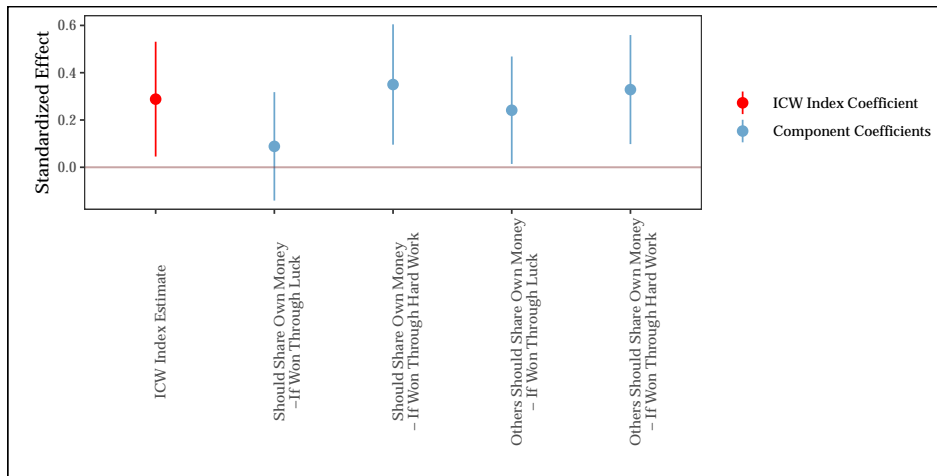 Standardized Effect
0.6
0.4
0.2
0.0
ICW Index Estimate
Should Share Own Money
–If Won Through Luck
Should Share Own Money
– If Won Through Hard Work
Others Should Share Own Money
– If Won Through Luck
Others Should Share Own Money
– If Won Through Hard Work
ICW Index Coefficient
Component Coefficients